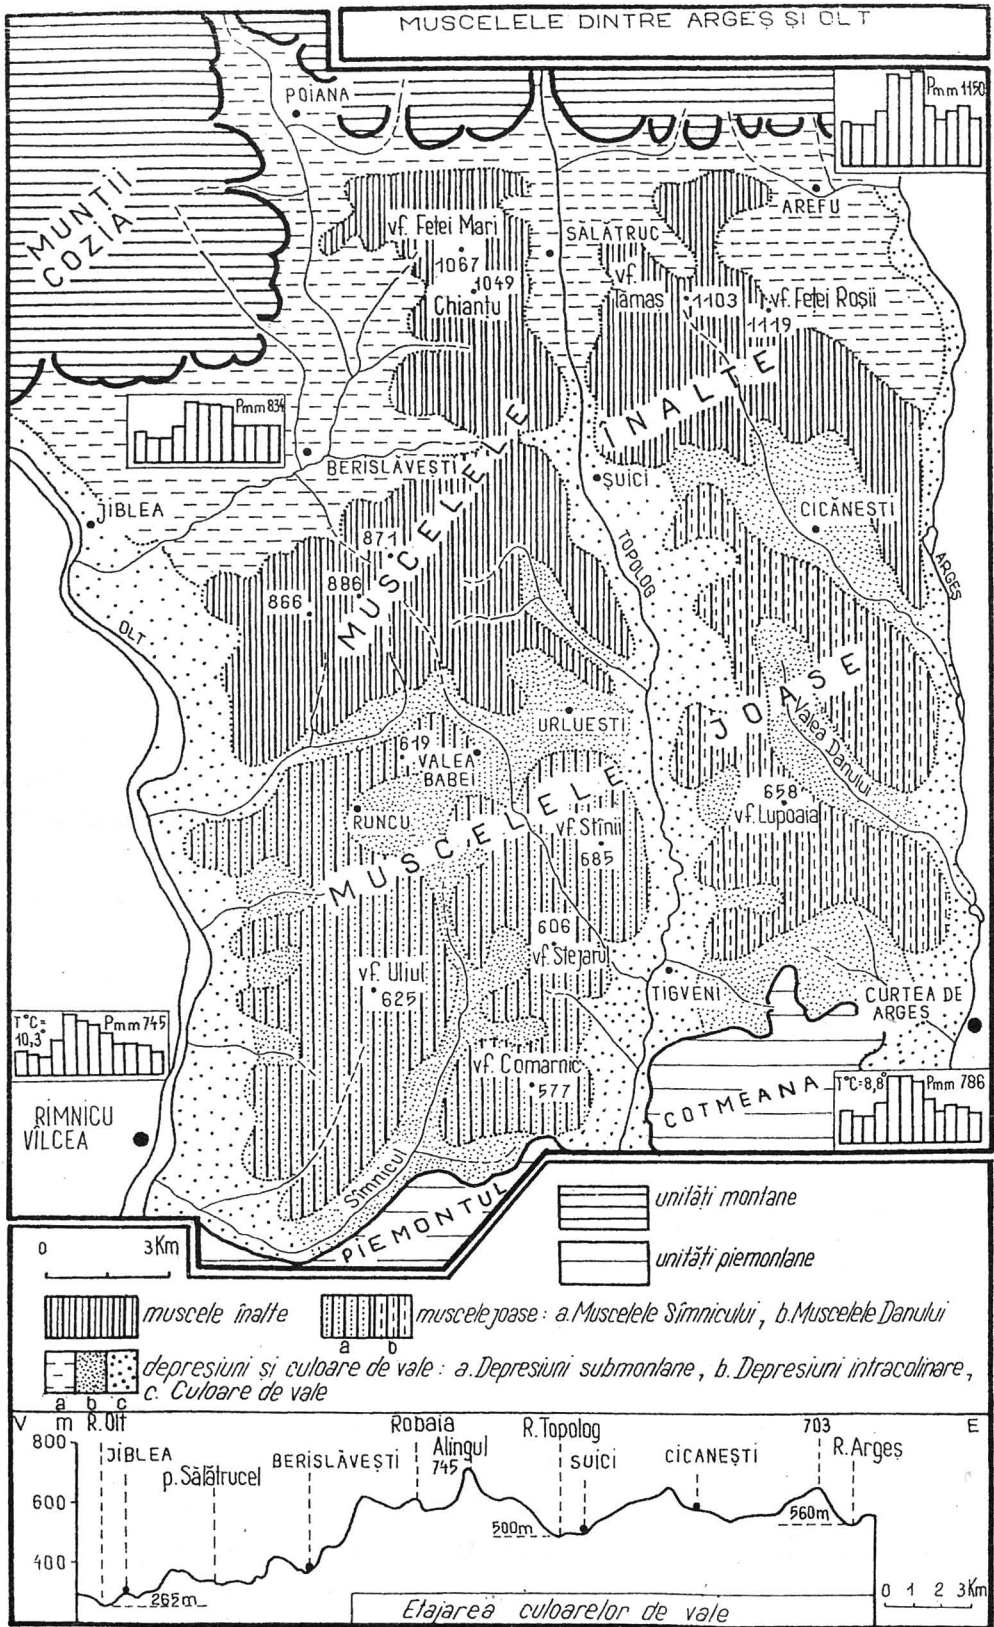 MUSCELELE DINTRE ARGEȘ ȘI OLT
POIANA
Pmm 1150
MUNȚII
COZIA
AREFU
vf. Feței Mari
1067
1049
Chianțu
SĂLĂTRUC
vf.
Tămaș
1103
vf. Feței Roșii
1119
Pmm 834
MUSCELELE ÎNALTE
BERISLĂVEȘTI
JIBLEA
ȘUICI
CICĂNEȘTI
TOPOLOG
ARGEȘ
871
886
866
OLT
URLUEȘTI
619
VALEA
BABEI
RUNCU
MUSCELELE JOASE
Valea Danului
658
vf. Lupoaia
vf. Stînii
685
606
vf. Stejarul
vf. Uliul
625
TIGVENI
CURTEA DE
ARGEȘ
T°C=
10,3°
Pmm 745
vf. Comarnic
577
T°C=8,8°
Pmm 786
RÎMNICU
VÎLCEA
Sîmnicul
PIEMONTUL COTMEANA
0 3Km
unități montane
unități piemontane
muscele înalte
muscele joase : a. Muscelele Sîmnicului, b. Muscelele Danului
a b
depresiuni și culoare de vale : a. Depresiuni submontane, b. Depresiuni intracolinare,
c. Culoare de vale
a b c
V m R. Olt Robaia Alingul R. Topolog 703 E
800 JIBLEA p. Sălătrucel BERISLĂVEȘTI 745 SUICI CICANEȘTI R. Argeș
600
500m
560m
400
265m
0 1 2 3Km
Etajarea culoarelor de vale